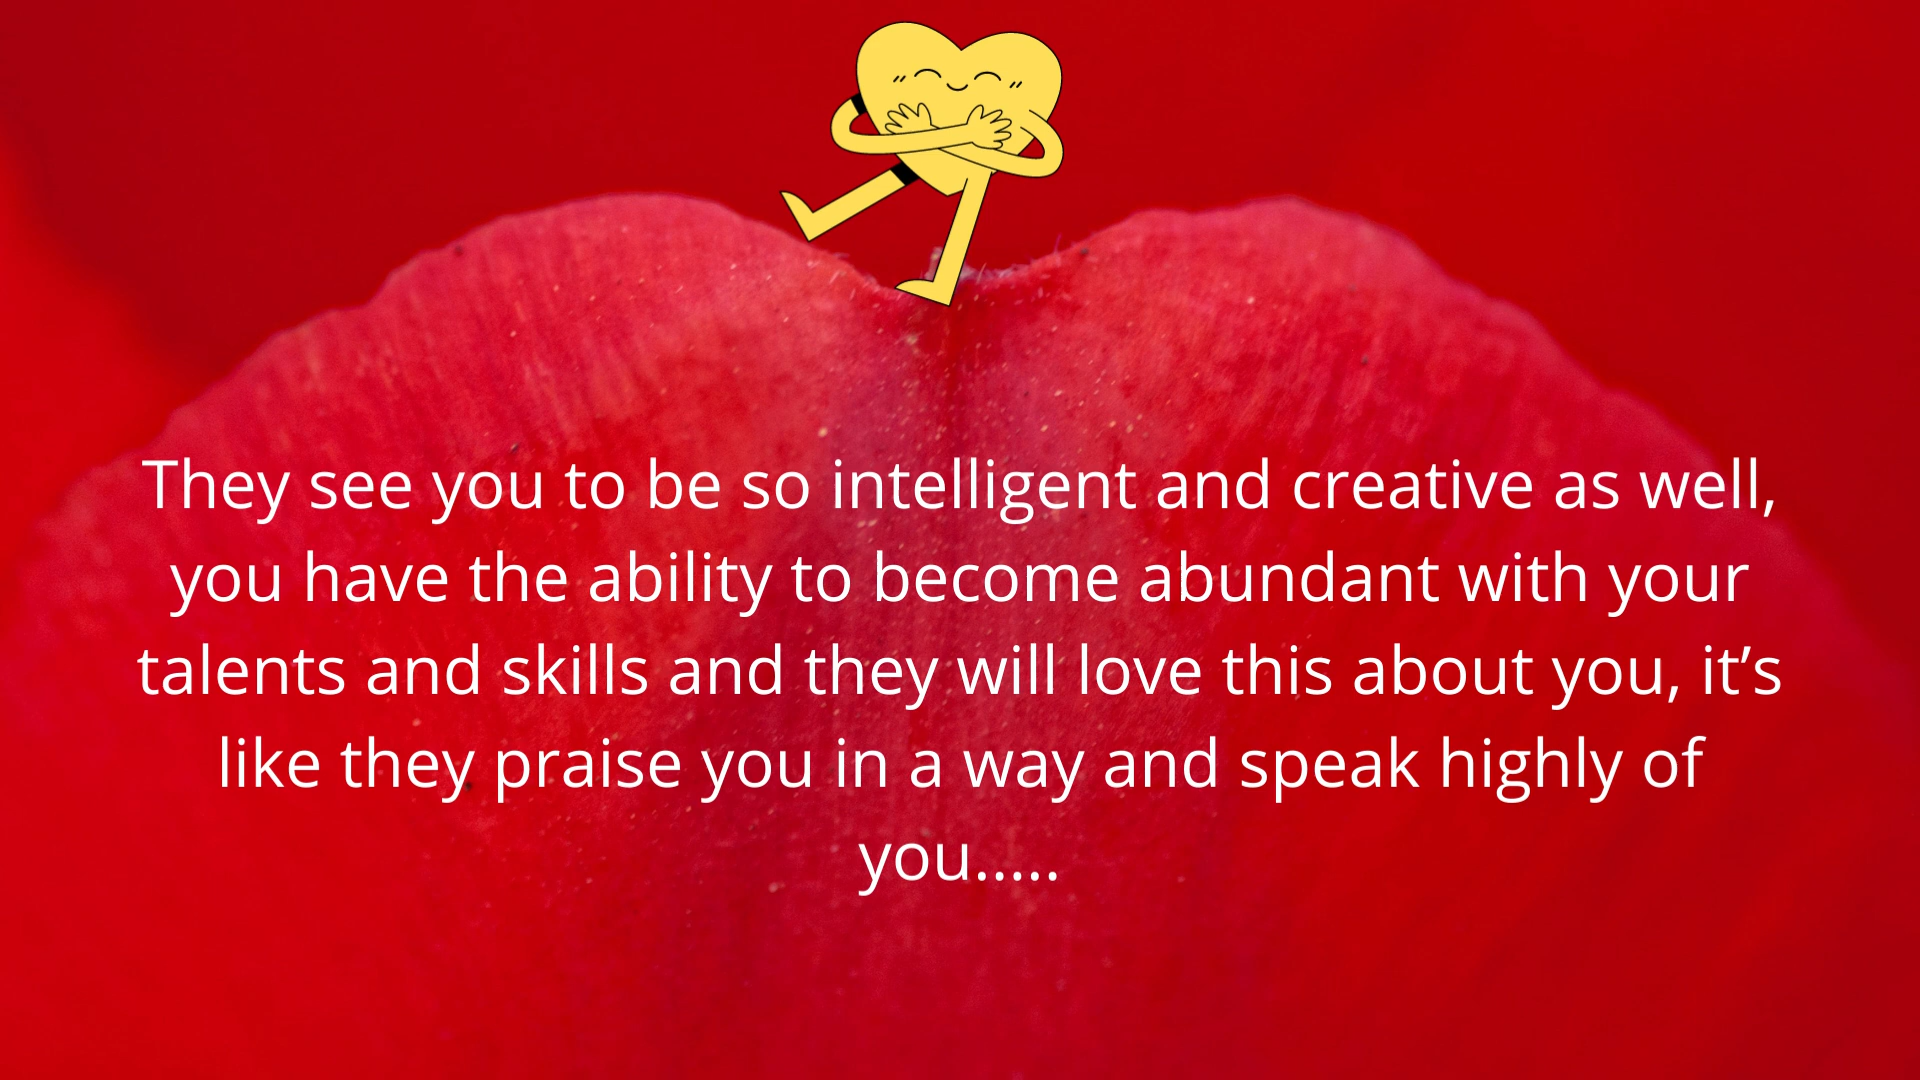 They see you to be so intelligent and creative as well,
you have the ability to become abundant with your
talents and skills and they will love this about you, it’s
like they praise you in a way and speak highly of
you.....